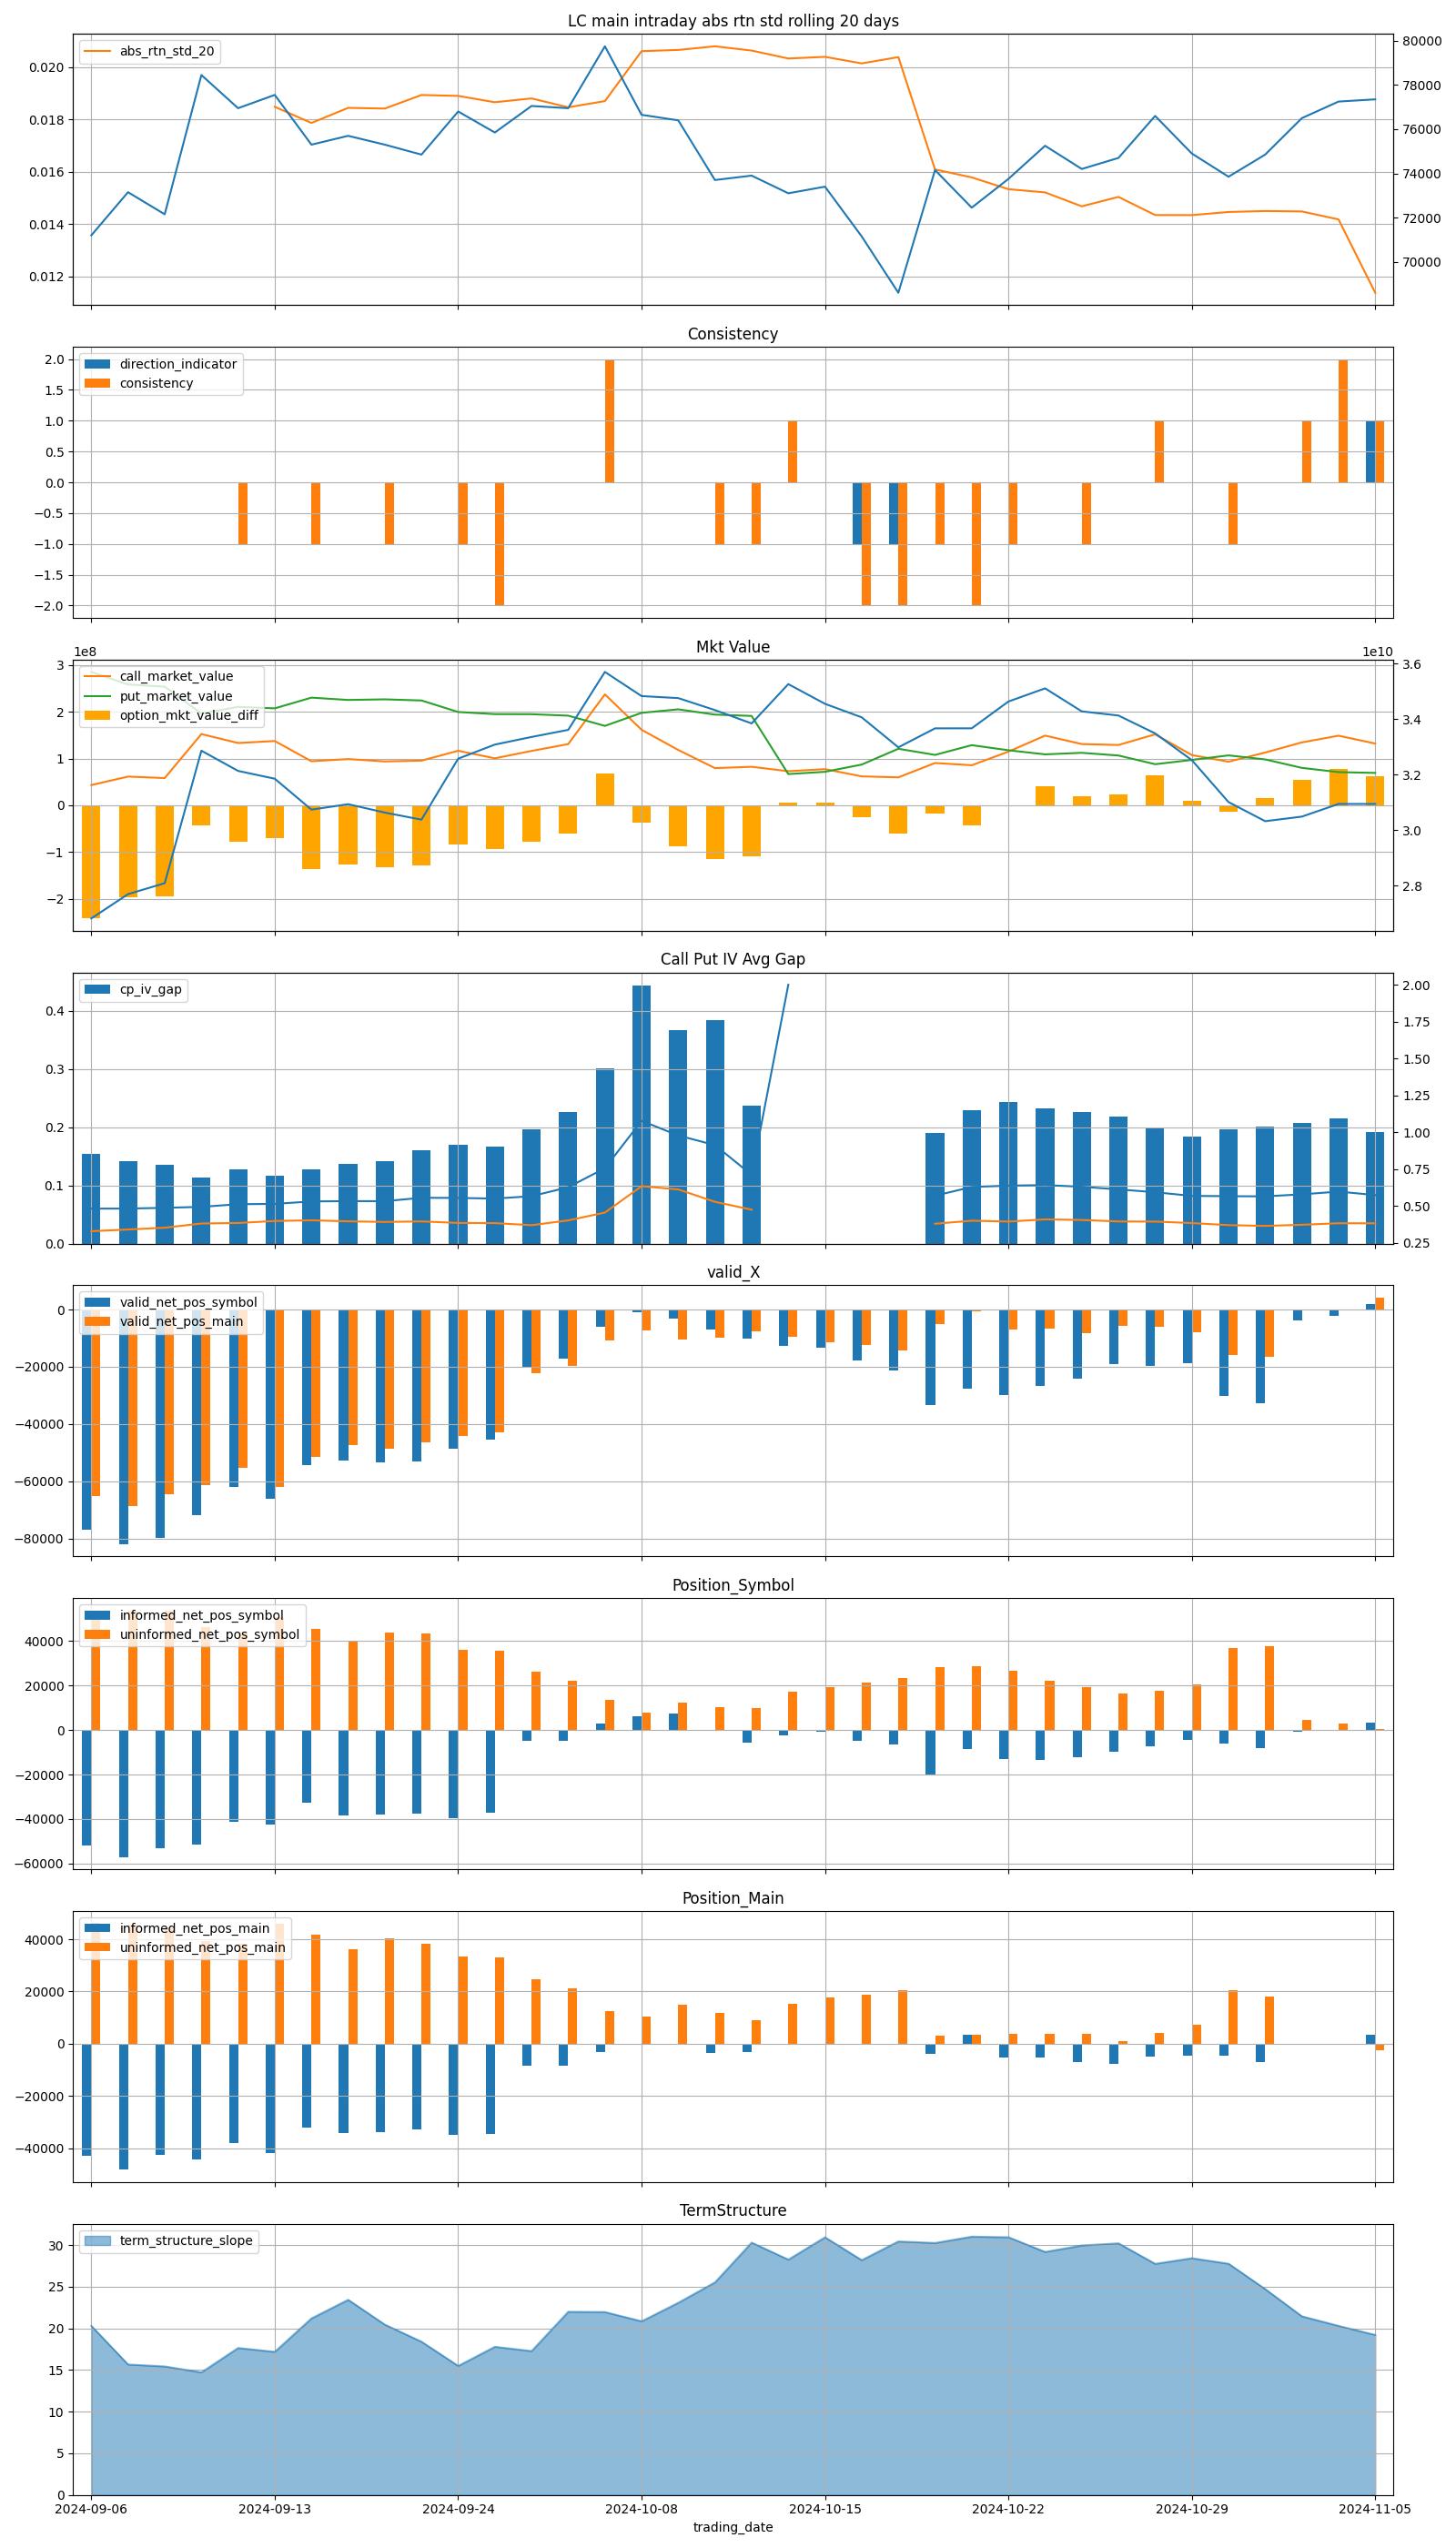 LC main intraday abs rtn std rolling 20 days
abs_rtn_std_20
0.020
0.018
0.016
0.014
0.012
80000
78000
76000
74000
72000
70000
Consistency
direction_indicator
consistency
2.0
1.5
1.0
0.5
0.0
−0.5
−1.0
−1.5
−2.0
Mkt Value
1e8
1e10
call_market_value
put_market_value
option_mkt_value_diff
3
2
1
0
−1
−2
3.6
3.4
3.2
3.0
2.8
Call Put IV Avg Gap
cp_iv_gap
0.4
0.3
0.2
0.1
0.0
2.00
1.75
1.50
1.25
1.00
0.75
0.50
0.25
valid_X
valid_net_pos_symbol
valid_net_pos_main
0
−20000
−40000
−60000
−80000
Position_Symbol
informed_net_pos_symbol
uninformed_net_pos_symbol
40000
20000
0
−20000
−40000
−60000
Position_Main
informed_net_pos_main
uninformed_net_pos_main
40000
20000
0
−20000
−40000
TermStructure
term_structure_slope
30
25
20
15
10
5
0
2024-09-06 2024-09-13 2024-09-24 2024-10-08 2024-10-15 2024-10-22 2024-10-29 2024-11-05
trading_date